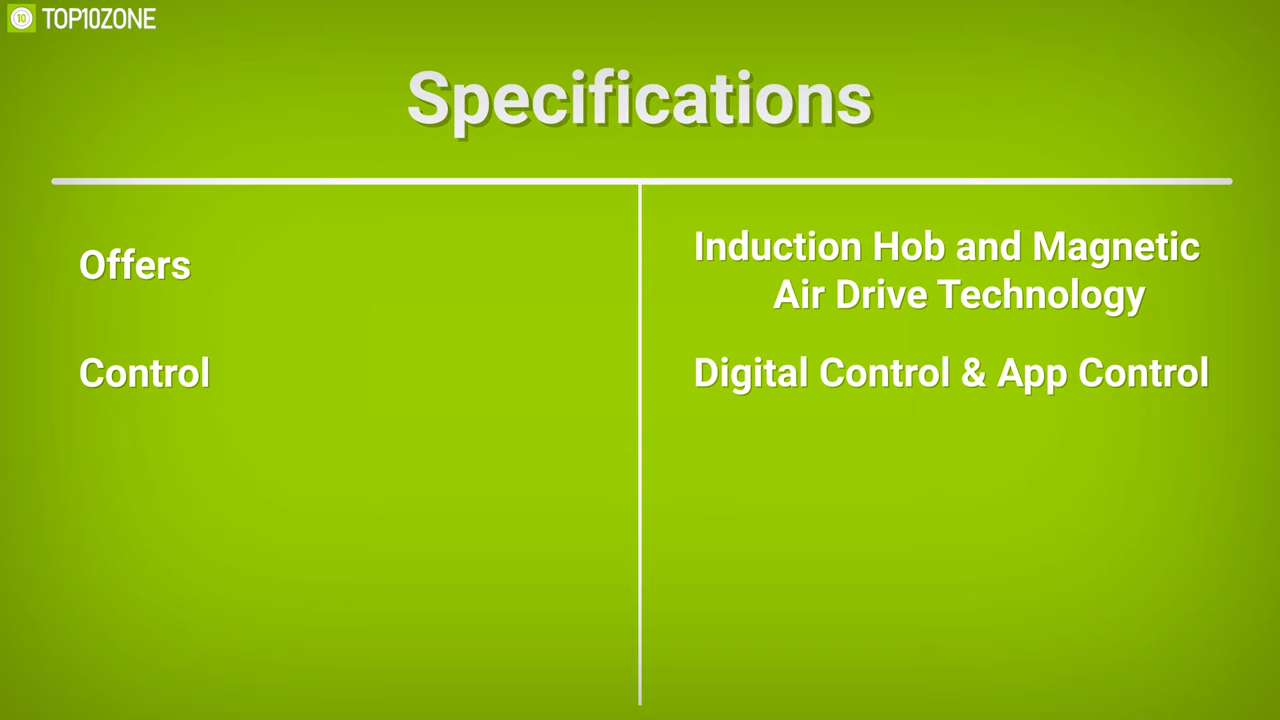 TOP10ZONE
Specifications
Offers
Induction Hob and Magnetic
Air Drive Technology
Control
Digital Control & App Control